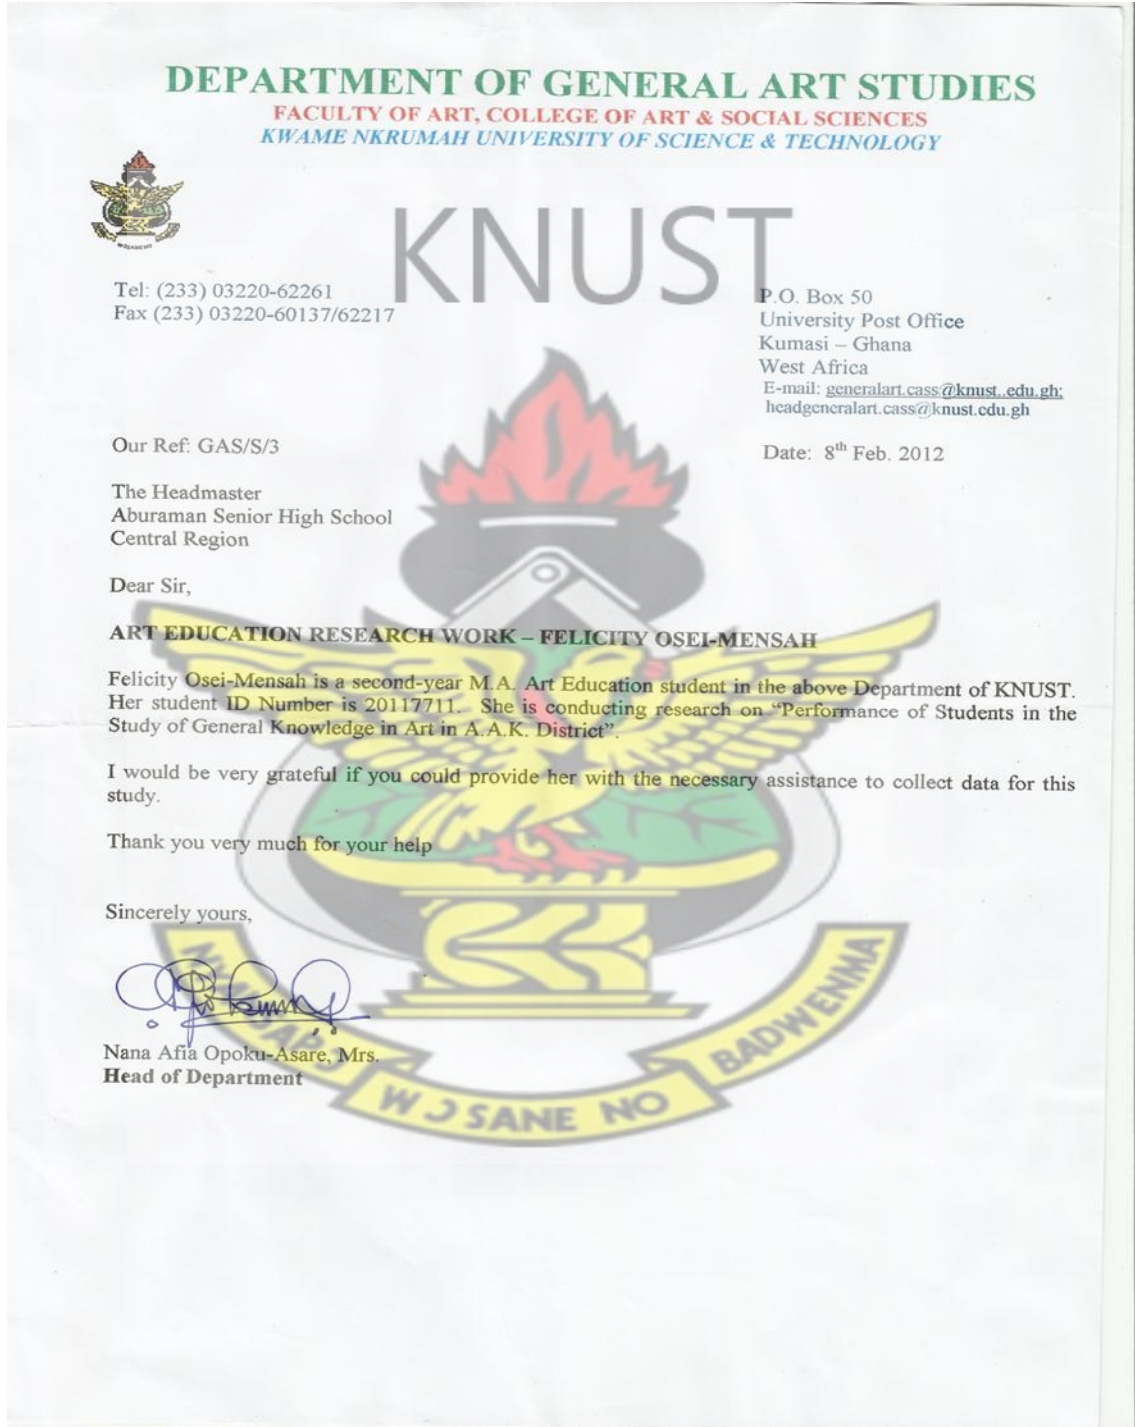 DEPARTMENT OF GENERAL ART STUDIES
FACULTY OF ART, COLLEGE OF ART & SOCIAL SCIENCES
KWAME NKRUMAH UNIVERSITY OF SCIENCE & TECHNOLOGY
KNUST
Tel: (233) 03220-62261
Fax (233) 03220-60137/62217
P.O. Box 50
University Post Office
Kumasi – Ghana
West Africa
E-mail: generalart.cass@knust..edu.gh;
headgeneralart.cass@knust.edu.gh
Our Ref: GAS/S/3
Date: 8th Feb. 2012
The Headmaster
Aburaman Senior High School
Central Region
Dear Sir,
ART EDUCATION RESEARCH WORK – FELICITY OSEI-MENSAH
Felicity Osei-Mensah is a second-year M.A. Art Education student in the above Department of KNUST.
Her student ID Number is 20117711. She is conducting research on “Performance of Students in the
Study of General Knowledge in Art in A.A.K. District”.
I would be very grateful if you could provide her with the necessary assistance to collect data for this
study.
Thank you very much for your help
Sincerely yours,
Nana Afia Opoku-Asare, Mrs.
Head of Department
W Ɔ SANE NO
BADWENMA